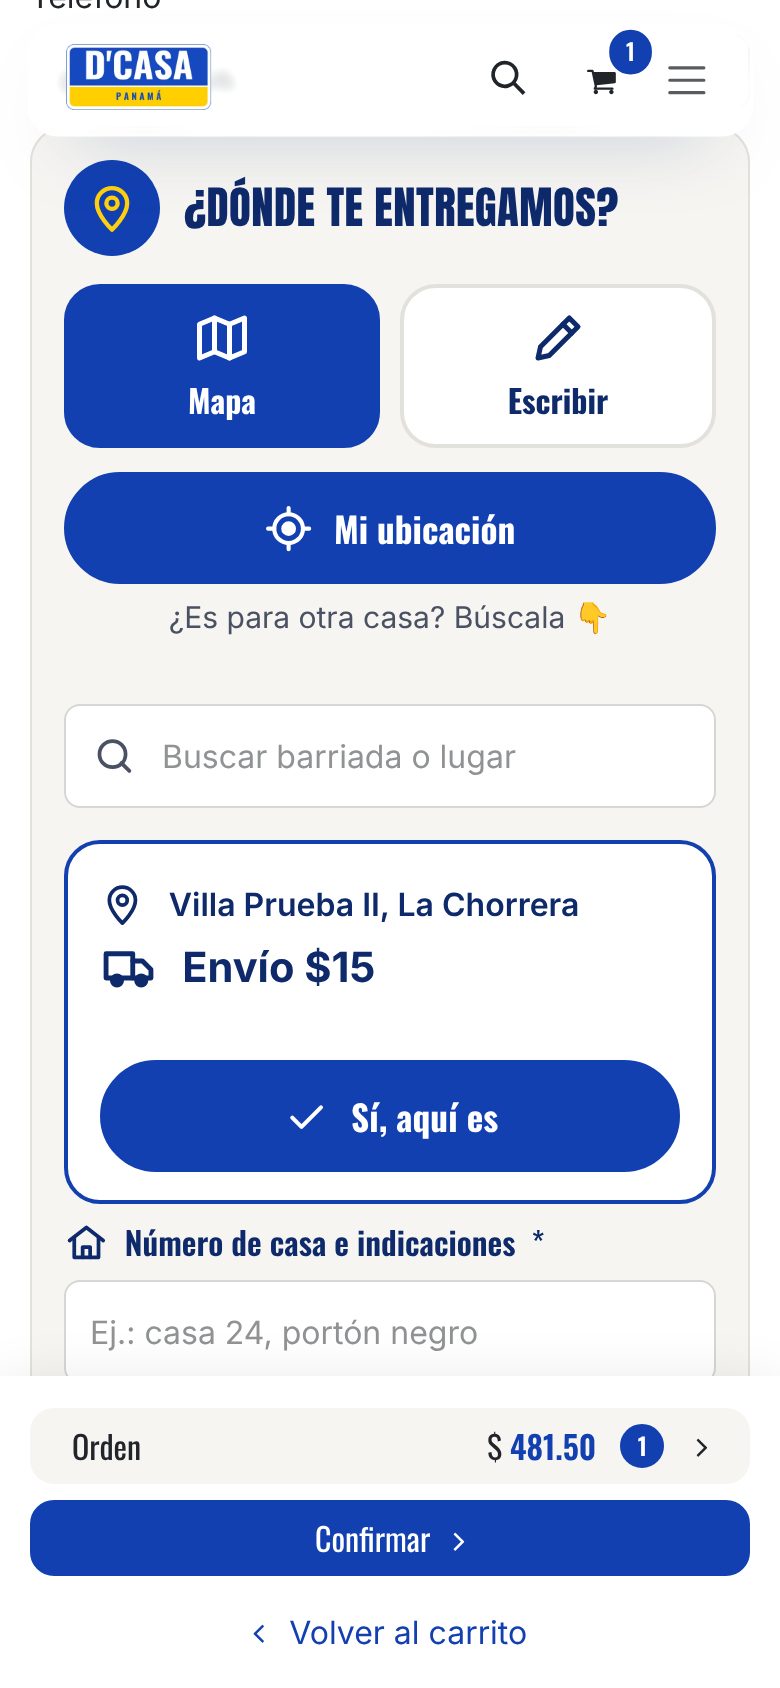 Teléfono
D'CASA
PANAMÁ
1
¿DÓNDE TE ENTREGAMOS?
Mapa
Escribir
Mi ubicación
¿Es para otra casa? Búscala 👇
Buscar barriada o lugar
Villa Prueba II, La Chorrera
Envío $15
Sí, aquí es
Número de casa e indicaciones *
Ej.: casa 24, portón negro
Orden $ 481.50 1
Confirmar
Volver al carrito